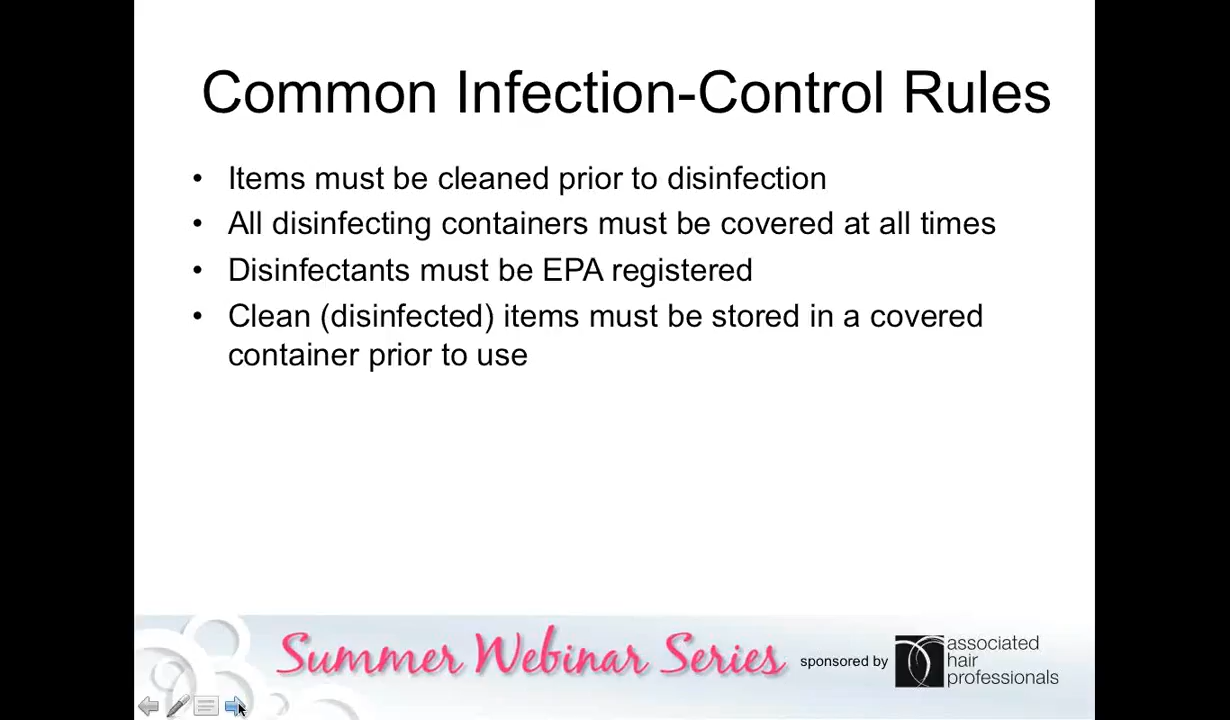 Common Infection-Control Rules
• Items must be cleaned prior to disinfection
• All disinfecting containers must be covered at all times
• Disinfectants must be EPA registered
• Clean (disinfected) items must be stored in a covered
container prior to use
Summer Webinar Series
sponsored by
associated
hair
professionals